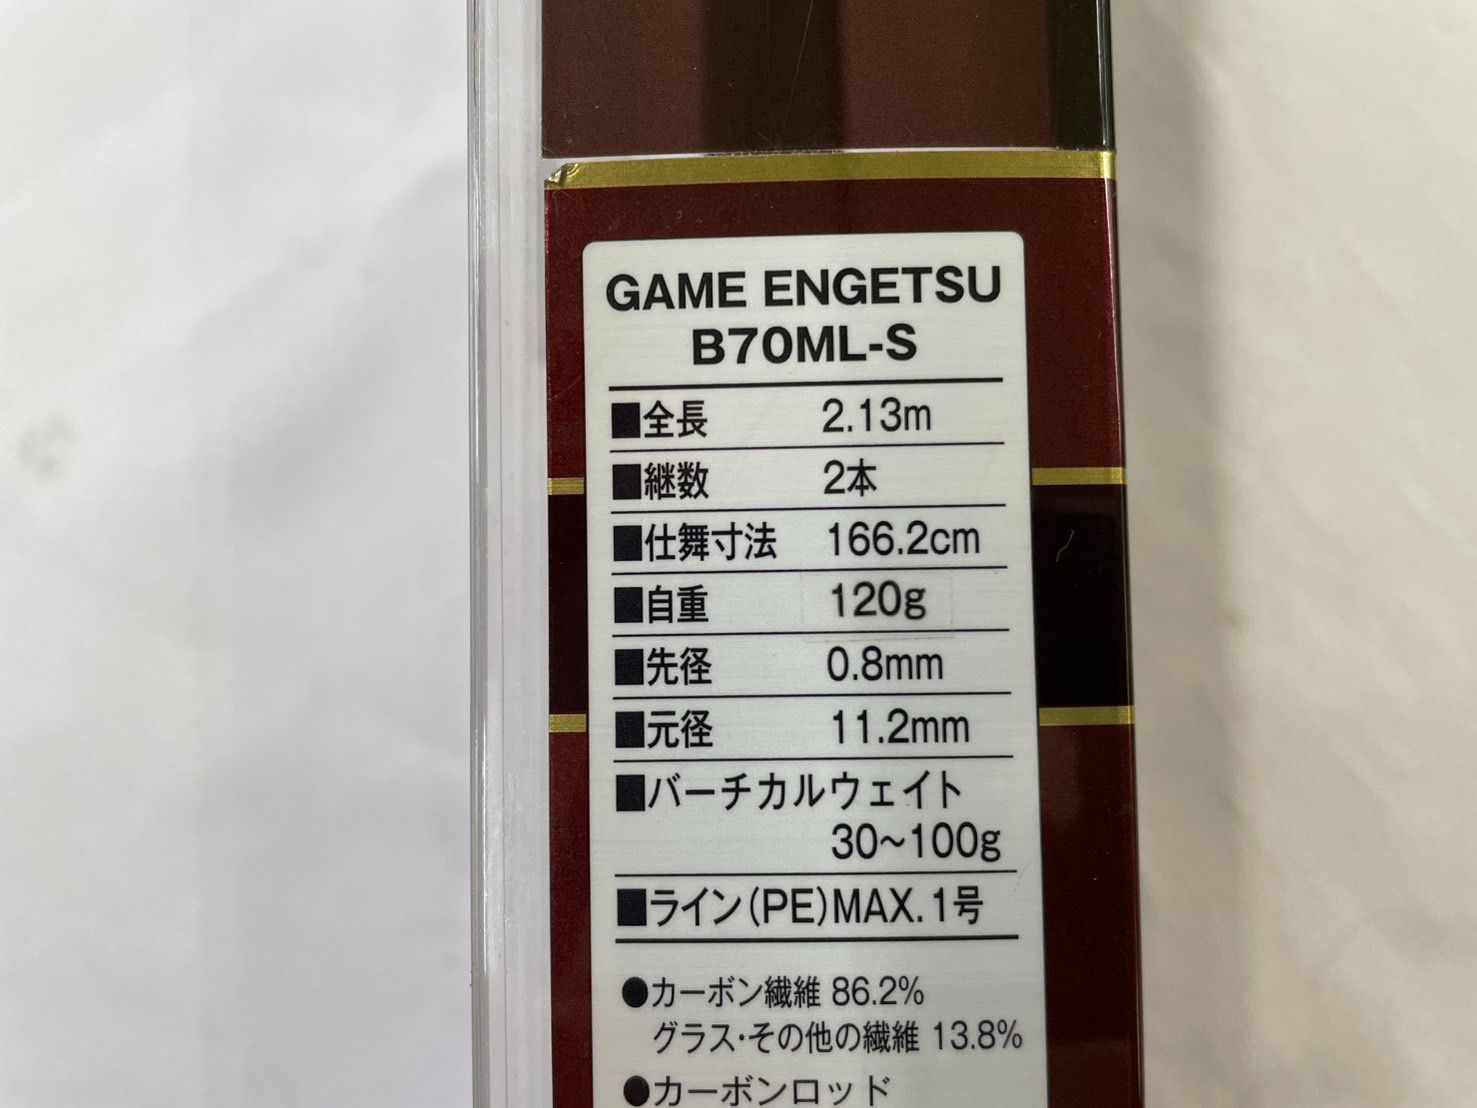 GAME ENGETSU
B70ML-S
■全長 2.13m
■継数 2本
■仕舞寸法 166.2cm
■自重 120g
■先径 0.8mm
■元径 11.2mm
■バーチカルウェイト
30~100g
■ライン(PE)MAX.1号
●カーボン繊維 86.2%
グラス・その他の繊維 13.8%
●カーボンロッド